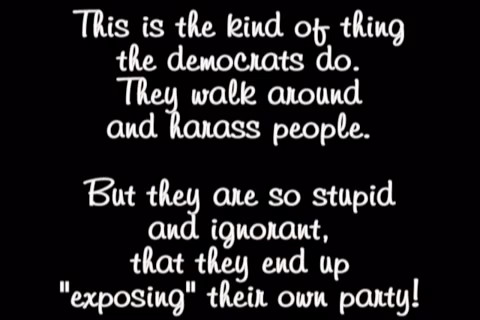 This is the kind of thing
the democrats do.
They walk around
and harass people.
But they are so stupid
and ignorant,
that they end up
"exposing" their own party!